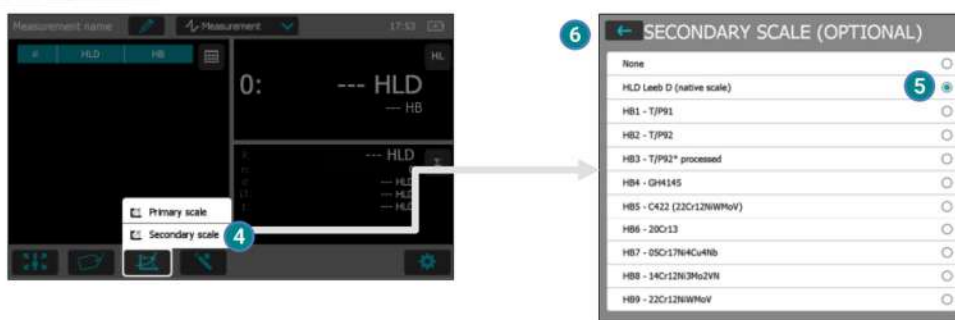 Measurement name
Measurement
17:53
# HLD HB
HL
0: --- HLD
--- HB
--- HLD
Primary scale
Secondary scale
4
6
SECONDARY SCALE (OPTIONAL)
None
HLD Leeb D (native scale)
5
HB1 - T/P91
HB2 - T/P92
HB3 - T/P92* processed
HB4 - GH4145
HB5 - C422 (22Cr12NiWMoV)
HB6 - 20Cr13
HB7 - 05Cr17Ni4Cu4Nb
HB8 - 14Cr12Ni3Mo2VN
HB9 - 22Cr12NiWMoV